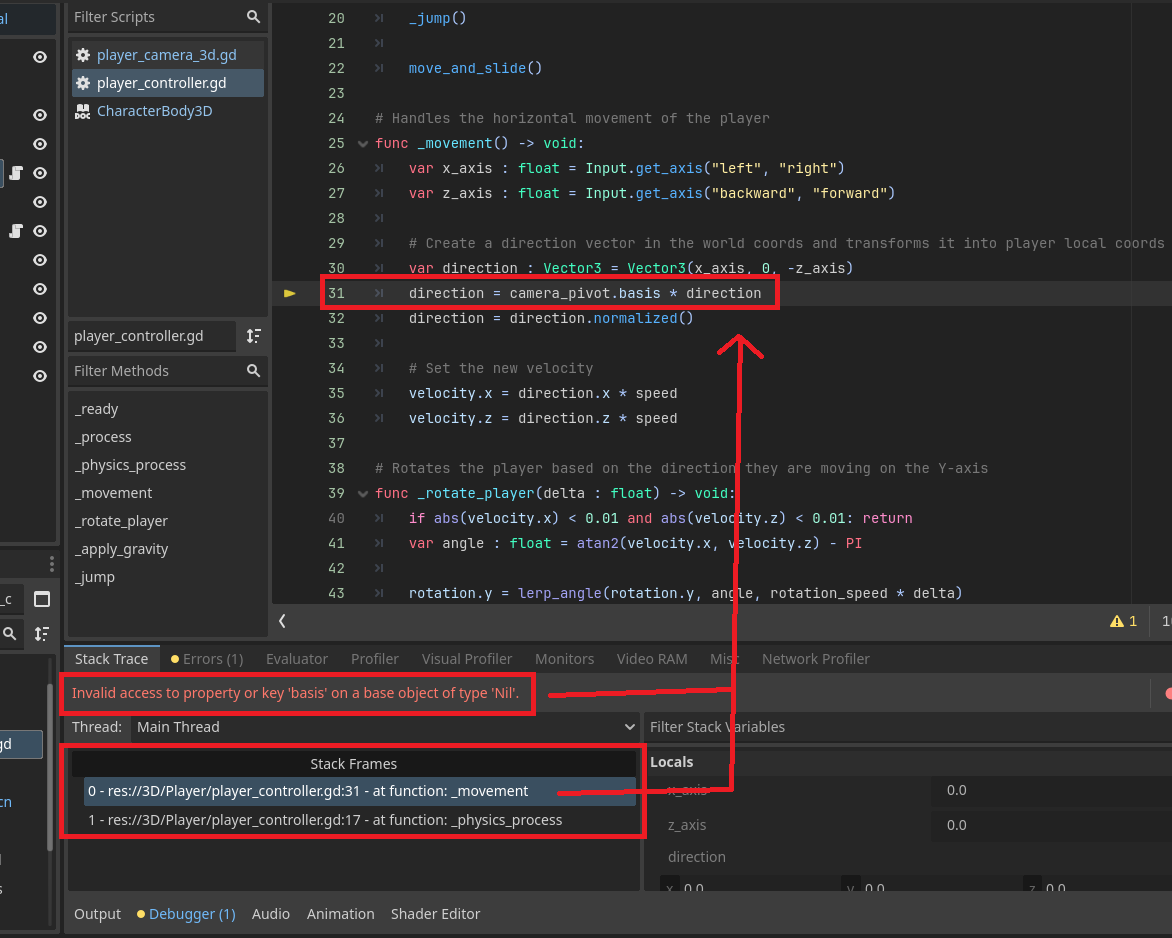 al
Filter Scripts
player_camera_3d.gd
player_controller.gd
CharacterBody3D
player_controller.gd
Filter Methods
_ready
_process
_physics_process
_movement
_rotate_player
_apply_gravity
_jump
20 _jump()
21
22 move_and_slide()
23
24 # Handles the horizontal movement of the player
25 func _movement() -> void:
26 var x_axis : float = Input.get_axis("left", "right")
27 var z_axis : float = Input.get_axis("backward", "forward")
28
29 # Create a direction vector in the world coords and transforms it into player local coords
30 var direction : Vector3 = Vector3(x_axis, 0, -z_axis)
31 direction = camera_pivot.basis * direction
32 direction = direction.normalized()
33
34 # Set the new velocity
35 velocity.x = direction.x * speed
36 velocity.z = direction.z * speed
37
38 # Rotates the player based on the direction they are moving on the Y-axis
39 func _rotate_player(delta : float) -> void:
40 if abs(velocity.x) < 0.01 and abs(velocity.z) < 0.01: return
41 var angle : float = atan2(velocity.x, velocity.z) - PI
42
43 rotation.y = lerp_angle(rotation.y, angle, rotation_speed * delta)
1
_c
gd
cn
Stack Trace Errors (1) Evaluator Profiler Visual Profiler Monitors Video RAM Misc Network Profiler
Invalid access to property or key 'basis' on a base object of type 'Nil'.
Thread: Main Thread
Filter Stack Variables
Stack Frames
0 - res://3D/Player/player_controller.gd:31 - at function: _movement
1 - res://3D/Player/player_controller.gd:17 - at function: _physics_process
Locals
x_axis 0.0
z_axis 0.0
direction
x 0.0 y 0.0 z 0.0
Output Debugger (1) Audio Animation Shader Editor